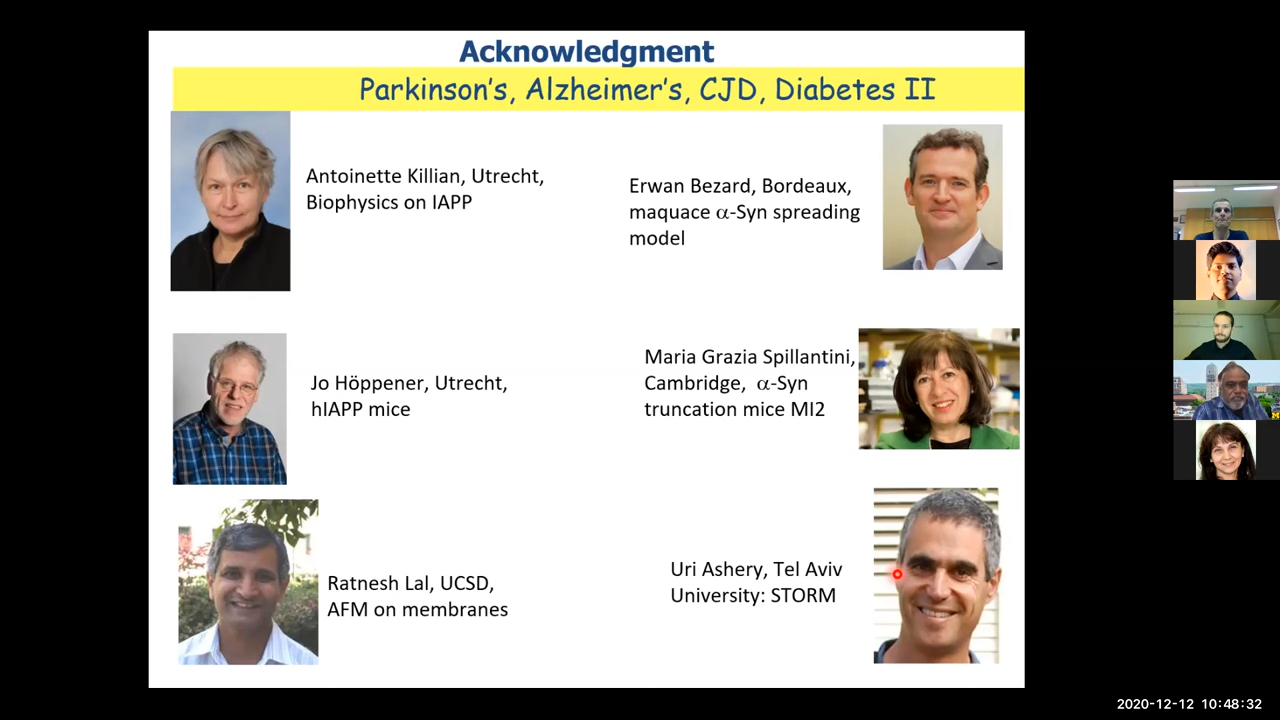 Acknowledgment
Parkinson's, Alzheimer's, CJD, Diabetes II
Antoinette Killian, Utrecht,
Biophysics on IAPP
Erwan Bezard, Bordeaux,
maquace α-Syn spreading
model
Jo Höppener, Utrecht,
hIAPP mice
Maria Grazia Spillantini,
Cambridge, α-Syn
truncation mice MI2
Ratnesh Lal, UCSD,
AFM on membranes
Uri Ashery, Tel Aviv
University: STORM
M
2020-12-12 10:48:32